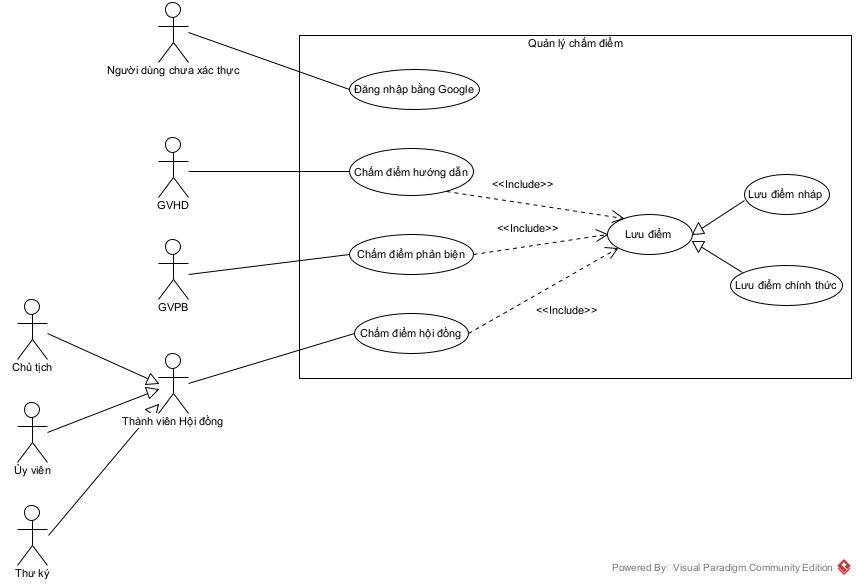 Quản lý chấm điểm
Người dùng chưa xác thực
Đăng nhập bằng Google
GVHD
Chấm điểm hướng dẫn
<<Include>>
Lưu điểm nháp
GVPB
Chấm điểm phản biện
<<Include>>
Lưu điểm
Lưu điểm chính thức
Chủ tịch
Chấm điểm hội đồng
<<Include>>
Thành viên Hội đồng
Ủy viên
Thư ký
Powered By Visual Paradigm Community Edition